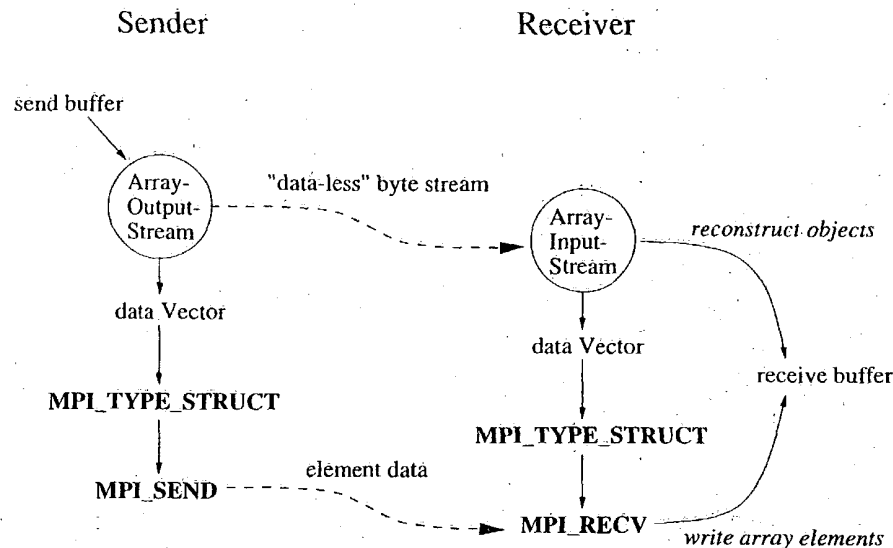 Sender
Receiver
send buffer
Array-
Output-
Stream
"data-less" byte stream
Array-
Input-
Stream
reconstruct objects
data Vector
data Vector
receive buffer
MPI_TYPE_STRUCT
MPI_TYPE_STRUCT
element data
MPI_SEND
MPI_RECV
write array elements